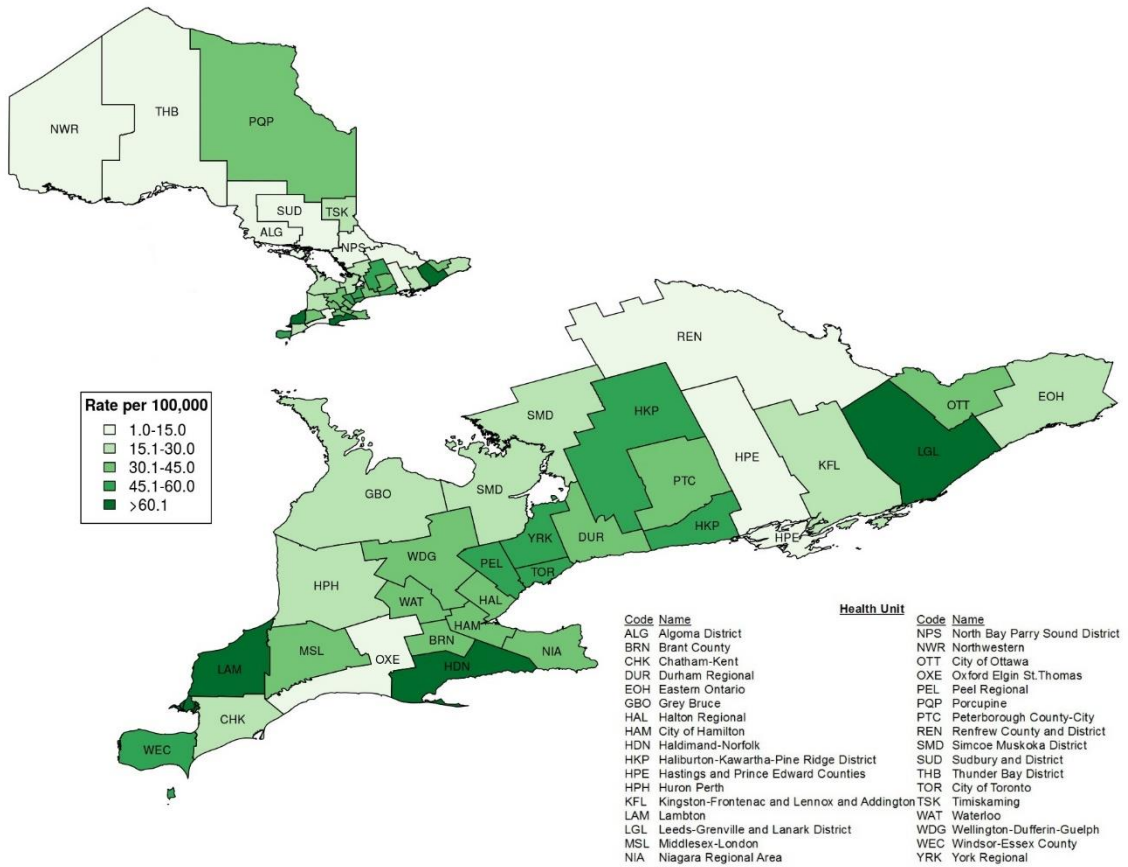 NWR
THB
PQP
SUD
TSK
ALG
NPS
REN
SMD
HKP
OTT
EOH
HPE
KFL
LGL
GBO
SMD
PTC
HKP
YRK
DUR
HPE
WDG
PEL
TOR
HPH
WAT
HAL
HAM
BRN
NIA
MSL
OXE
HDN
LAM
CHK
WEC
Rate per 100,000
1.0-15.0
15.1-30.0
30.1-45.0
45.1-60.0
>60.1
Health Unit
Code Name
ALG Algoma District
BRN Brant County
CHK Chatham-Kent
DUR Durham Regional
EOH Eastern Ontario
GBO Grey Bruce
HAL Halton Regional
HAM City of Hamilton
HDN Haldimand-Norfolk
HKP Haliburton-Kawartha-Pine Ridge District
HPE Hastings and Prince Edward Counties
HPH Huron Perth
KFL Kingston-Frontenac and Lennox and Addington
LAM Lambton
LGL Leeds-Grenville and Lanark District
MSL Middlesex-London
NIA Niagara Regional Area
Code Name
NPS North Bay Parry Sound District
NWR Northwestern
OTT City of Ottawa
OXE Oxford Elgin St.Thomas
PEL Peel Regional
PQP Porcupine
PTC Peterborough County-City
REN Renfrew County and District
SMD Simcoe Muskoka District
SUD Sudbury and District
THB Thunder Bay District
TOR City of Toronto
TSK Timiskaming
WAT Waterloo
WDG Wellington-Dufferin-Guelph
WEC Windsor-Essex County
YRK York Regional